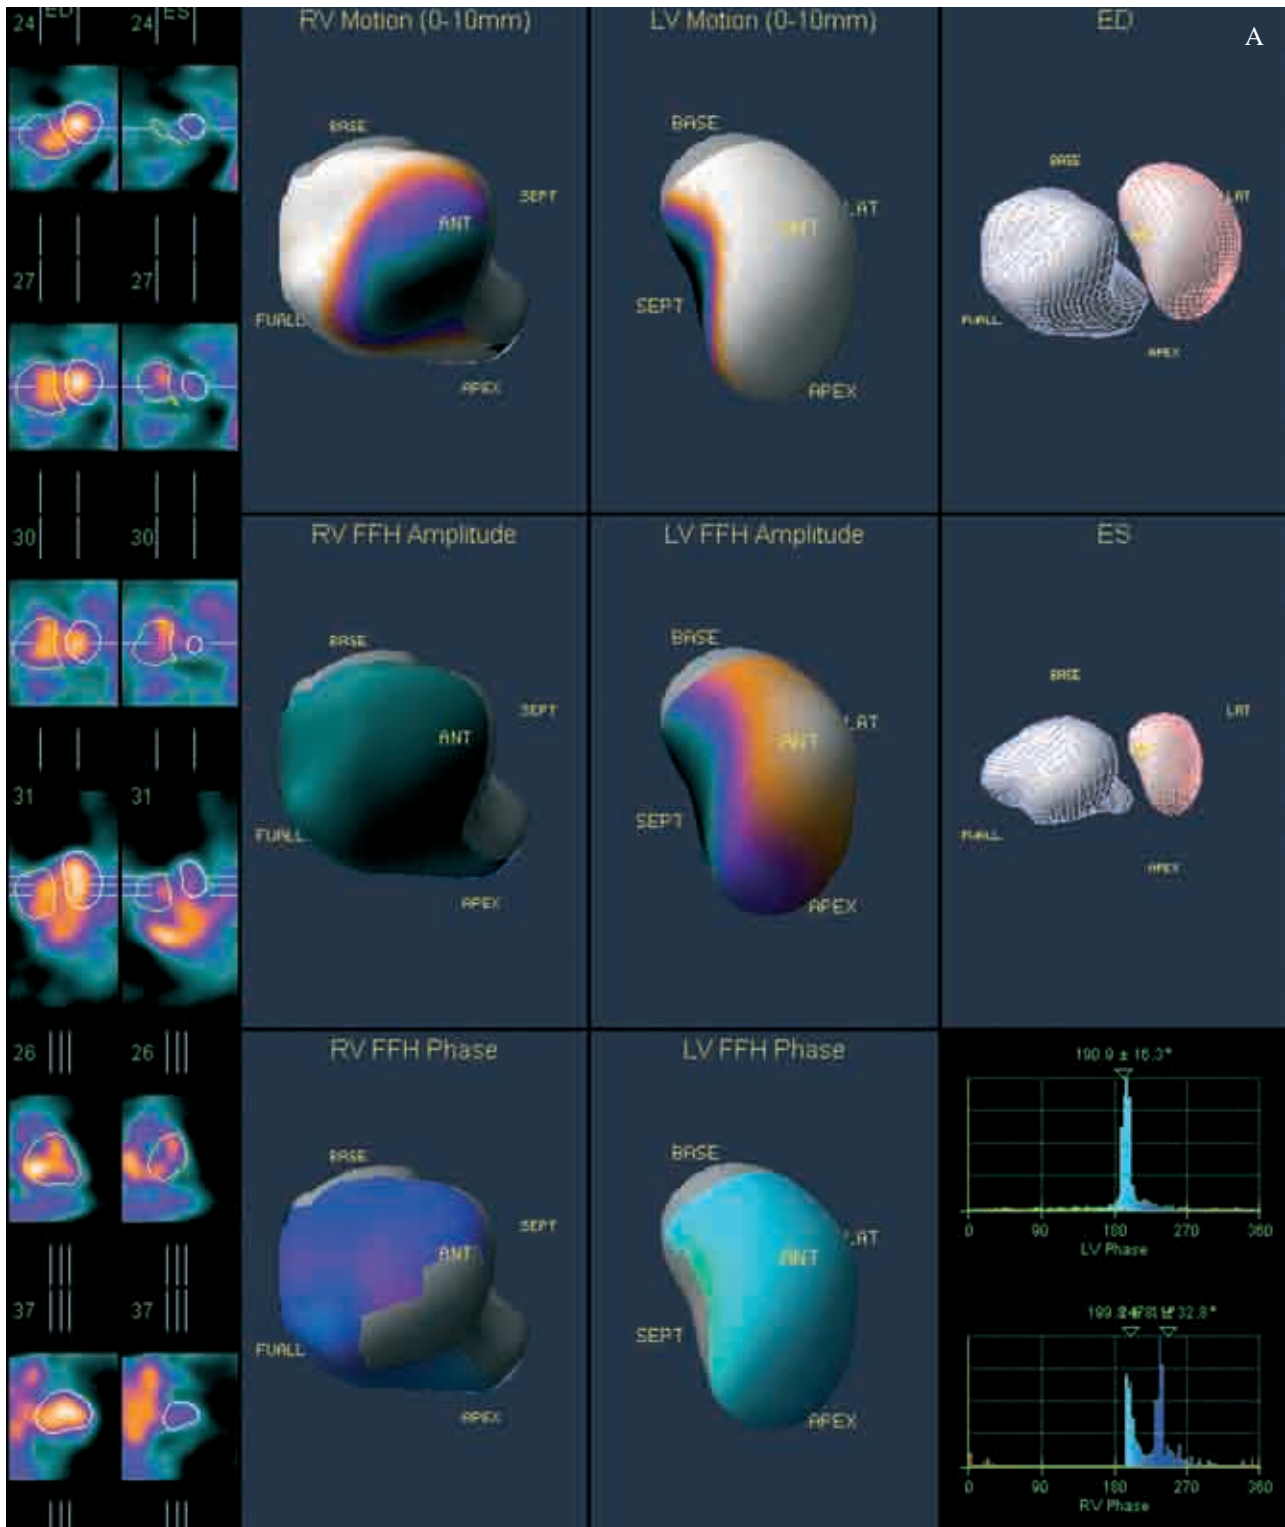 24 ED 24 ES
RV Motion (0-10mm)
LV Motion (0-10mm)
ED
A
BASE
SEPT
ANT
FWALL
APEX
BASE
LAT
ANT
SEPT
APEX
BASE
LAT
FWALL
APEX
27 27
30 30
RV FFH Amplitude
LV FFH Amplitude
ES
BASE
SEPT
ANT
FWALL
APEX
BASE
LAT
ANT
SEPT
APEX
BASE
LAT
FWALL
APEX
31 31
26 26
RV FFH Phase
LV FFH Phase
BASE
SEPT
ANT
FWALL
APEX
BASE
LAT
ANT
SEPT
APEX
190.9 ± 16.3°
0 90 180 270 360
LV Phase
37 37
32.8°
0 90 180 270 360
RV Phase